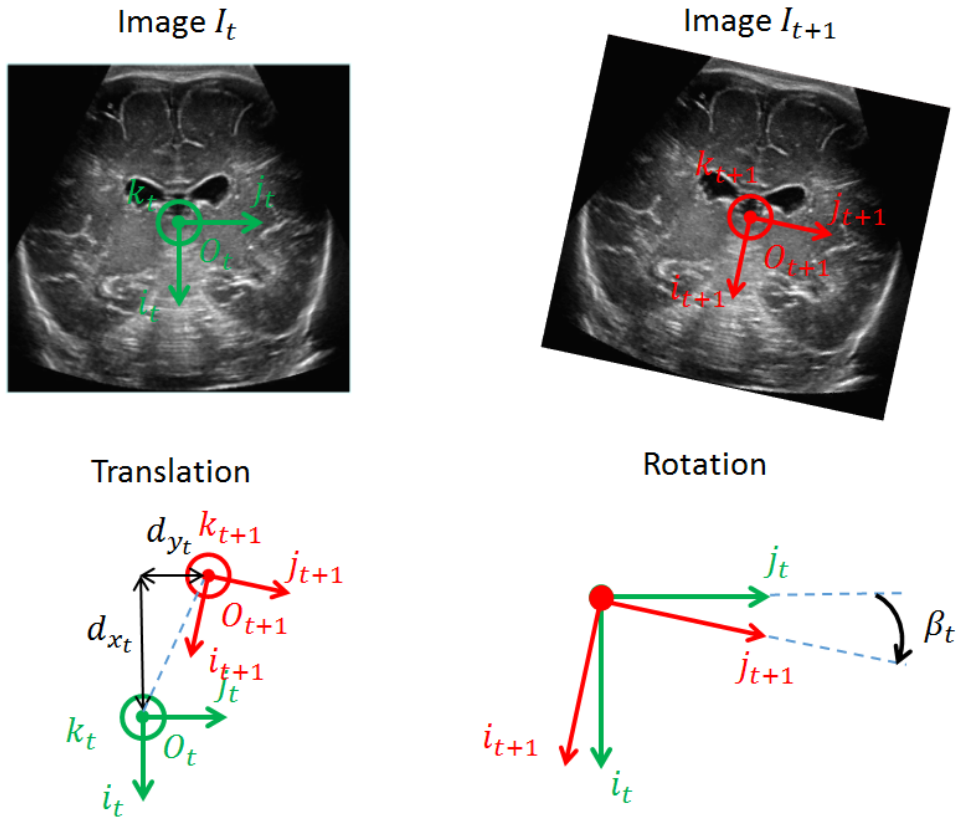 Image I_t
Image I_{t+1}
k_t
j_t
O_t
i_t
k_{t+1}
j_{t+1}
O_{t+1}
i_{t+1}
Translation
Rotation
d_{y_t}
k_{t+1}
j_{t+1}
d_{x_t}
O_{t+1}
i_{t+1}
j_t
k_t
O_t
i_t
j_t
β_t
j_{t+1}
i_{t+1}
i_t